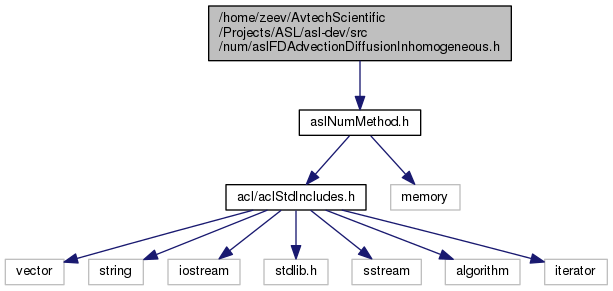 /home/zeev/AvtechScientific
/Projects/ASL/asl-dev/src
/num/aslFDAdvectionDiffusionInhomogeneous.h
aslNumMethod.h
acl/aclStdIncludes.h
memory
vector
string
iostream
stdlib.h
sstream
algorithm
iterator